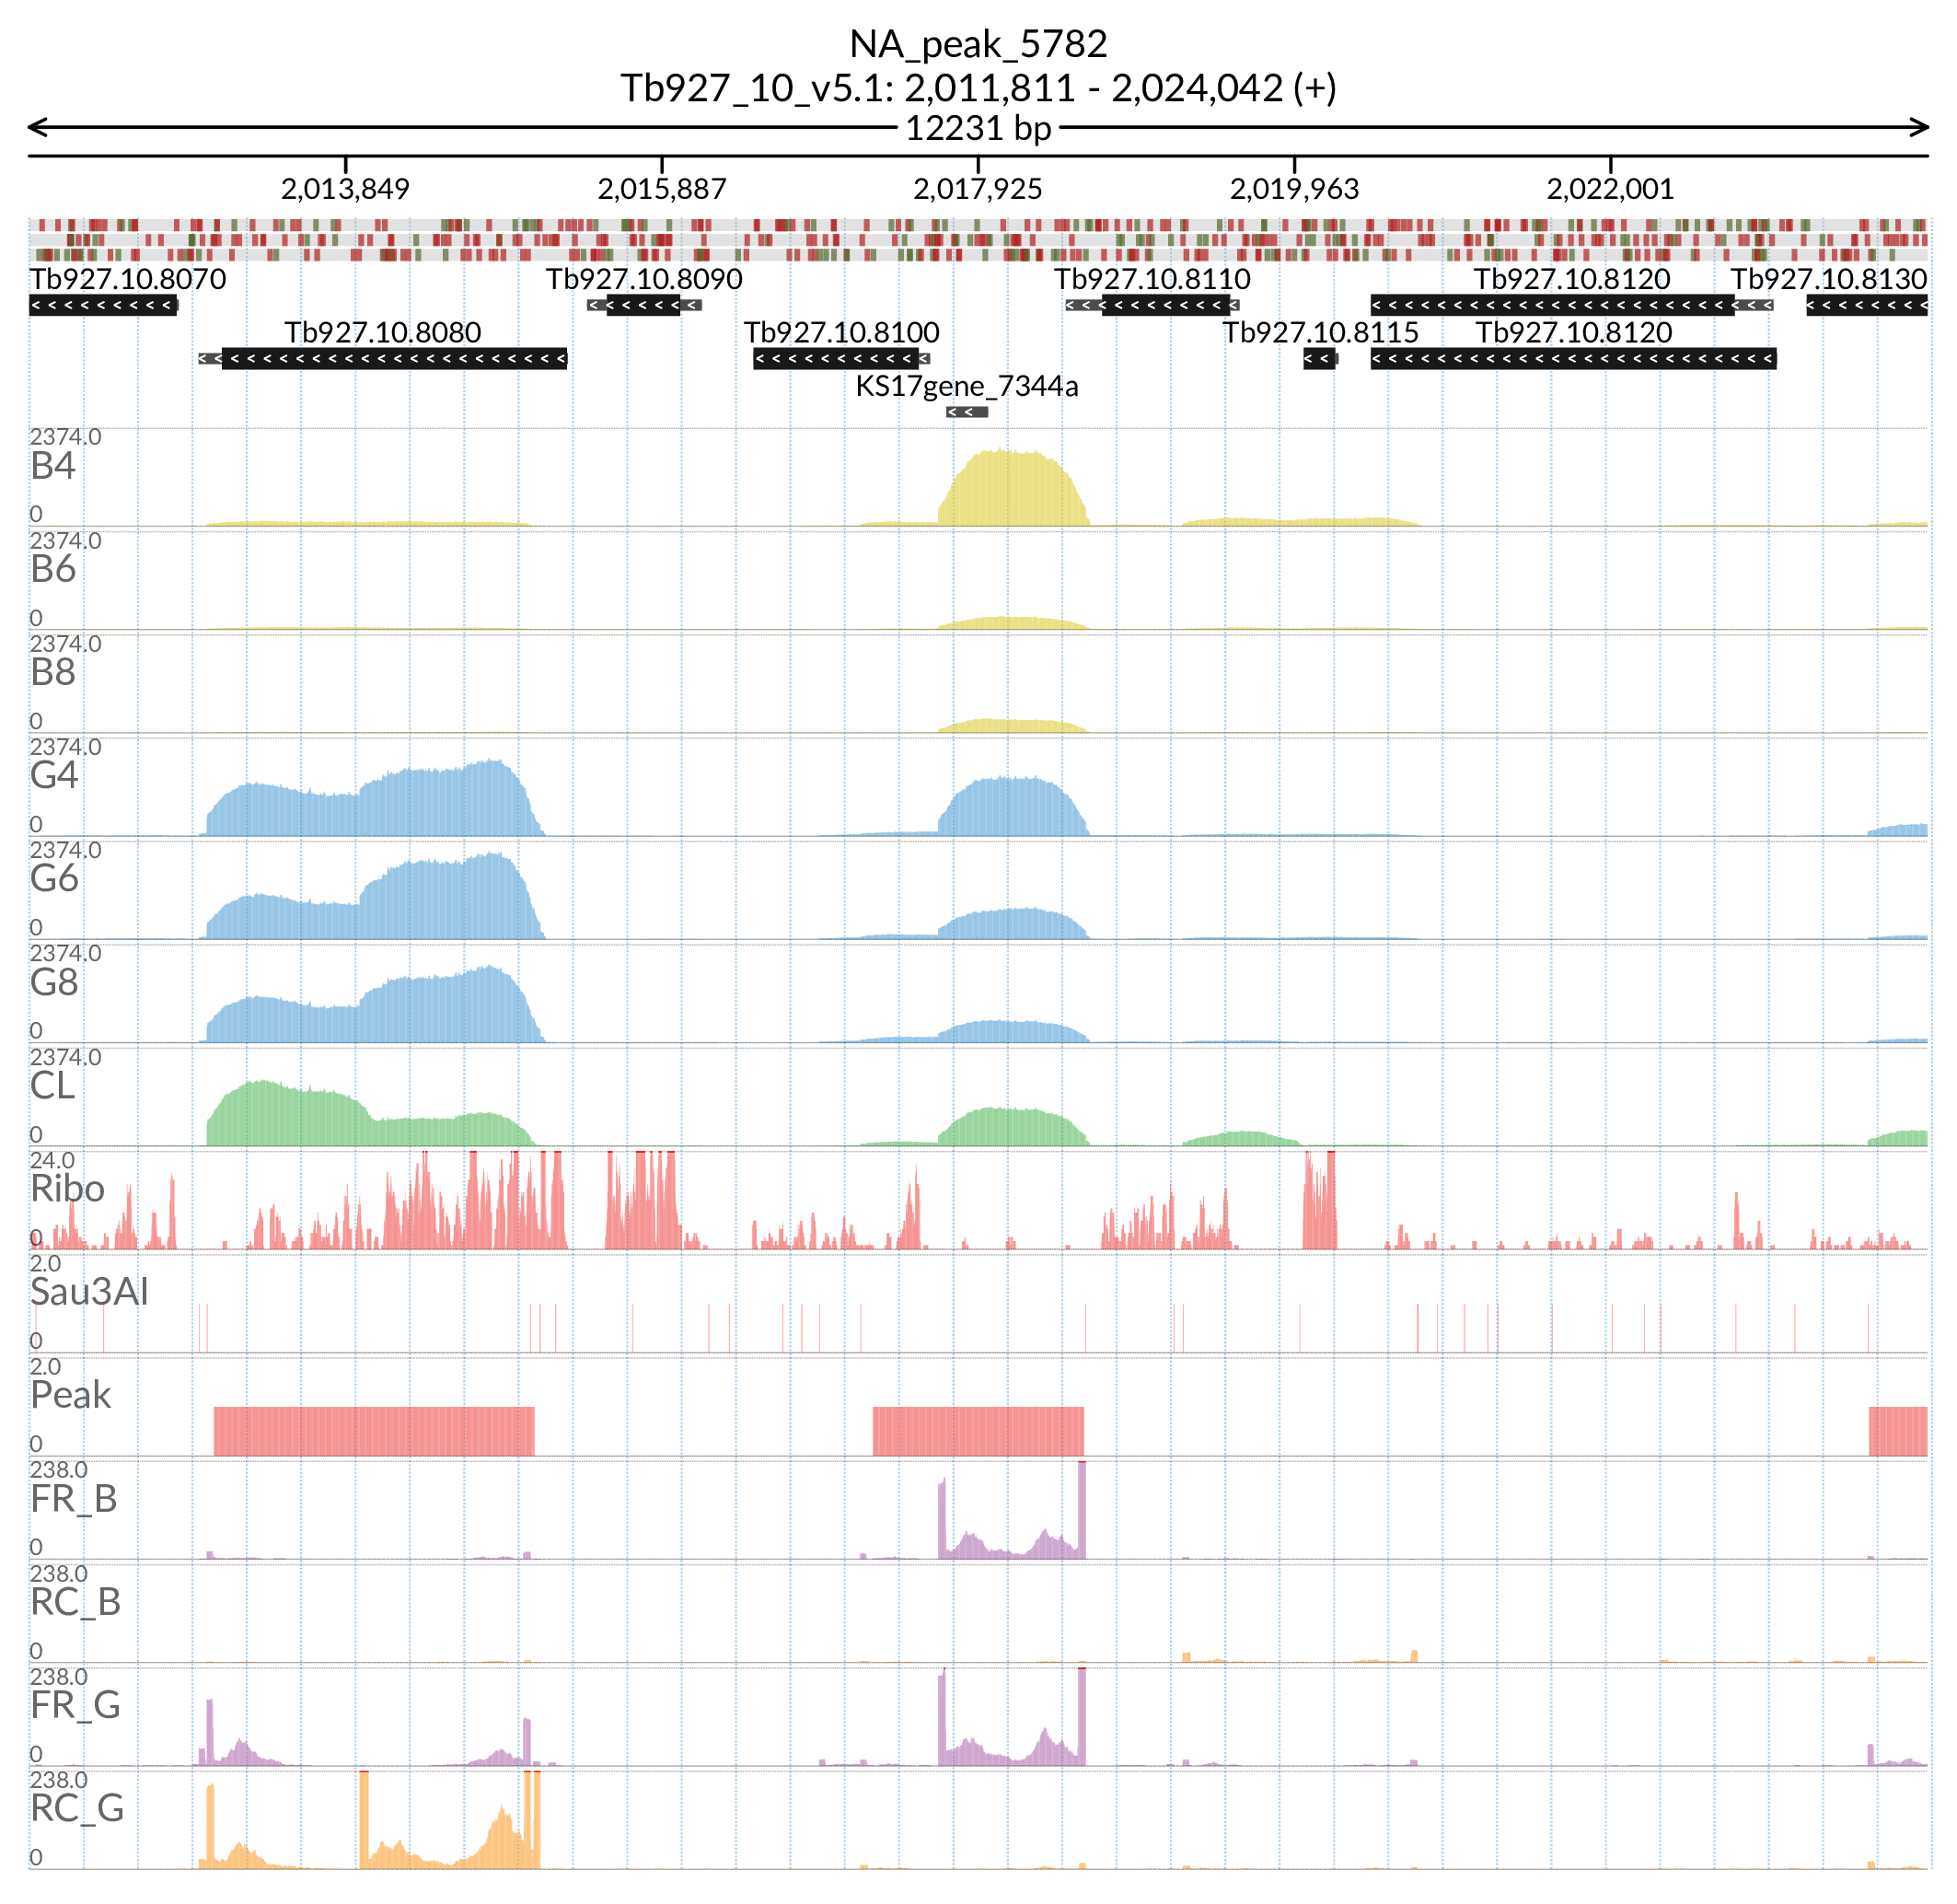 NA_peak_5782
Tb927_10_v5.1: 2,011,811 - 2,024,042 (+)
12231 bp
2,013,849 2,015,887 2,017,925 2,019,963 2,022,001
Tb927.10.8070 Tb927.10.8090 Tb927.10.8110 Tb927.10.8120 Tb927.10.8130
Tb927.10.8080 Tb927.10.8100 Tb927.10.8115 Tb927.10.8120
KS17gene_7344a
2374.0
B4
0
2374.0
B6
0
2374.0
B8
0
2374.0
G4
0
2374.0
G6
0
2374.0
G8
0
2374.0
CL
0
24.0
Ribo
0
2.0
Sau3AI
0
2.0
Peak
0
238.0
FR_B
0
238.0
RC_B
0
238.0
FR_G
0
238.0
RC_G
0